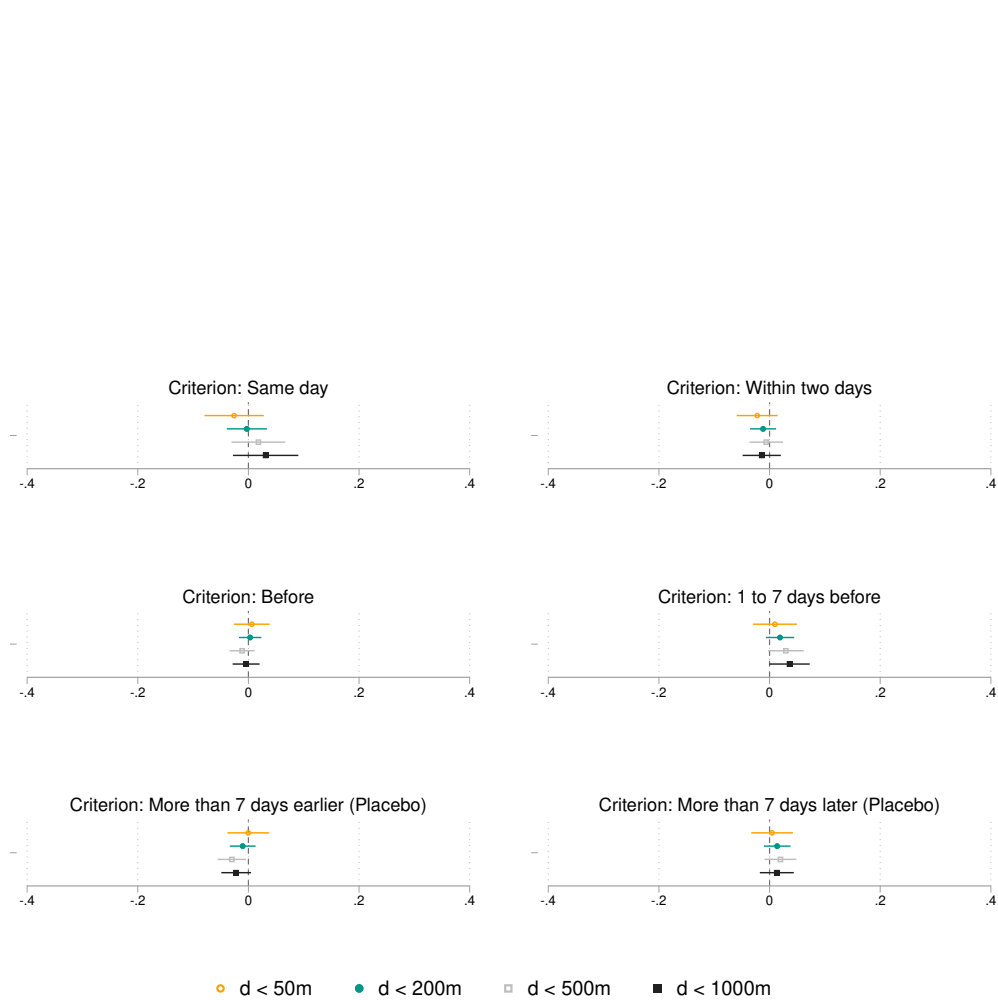 Criterion: Same day
Criterion: Within two days
-.4 -.2 0 .2 .4
-.4 -.2 0 .2 .4
Criterion: Before
Criterion: 1 to 7 days before
-.4 -.2 0 .2 .4
-.4 -.2 0 .2 .4
Criterion: More than 7 days earlier (Placebo)
Criterion: More than 7 days later (Placebo)
-.4 -.2 0 .2 .4
-.4 -.2 0 .2 .4
d < 50m d < 200m d < 500m d < 1000m